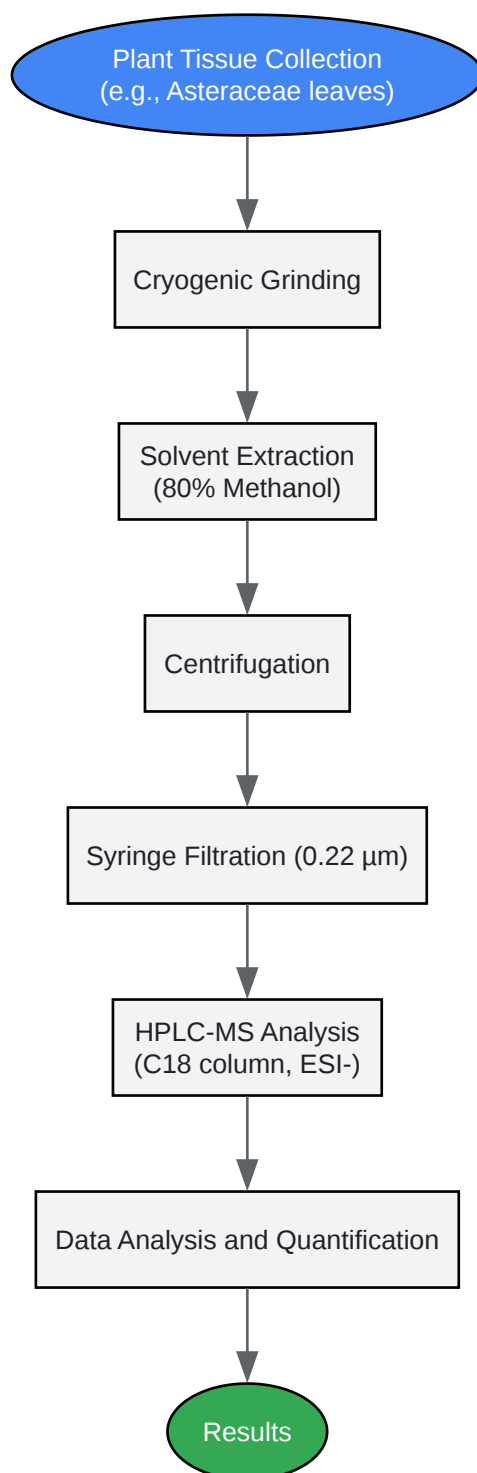 Plant Tissue Collection
(e.g., Asteraceae leaves)
Cryogenic Grinding
Solvent Extraction
(80% Methanol)
Centrifugation
Syringe Filtration (0.22 µm)
HPLC-MS Analysis
(C18 column, ESI-)
Data Analysis and Quantification
Results